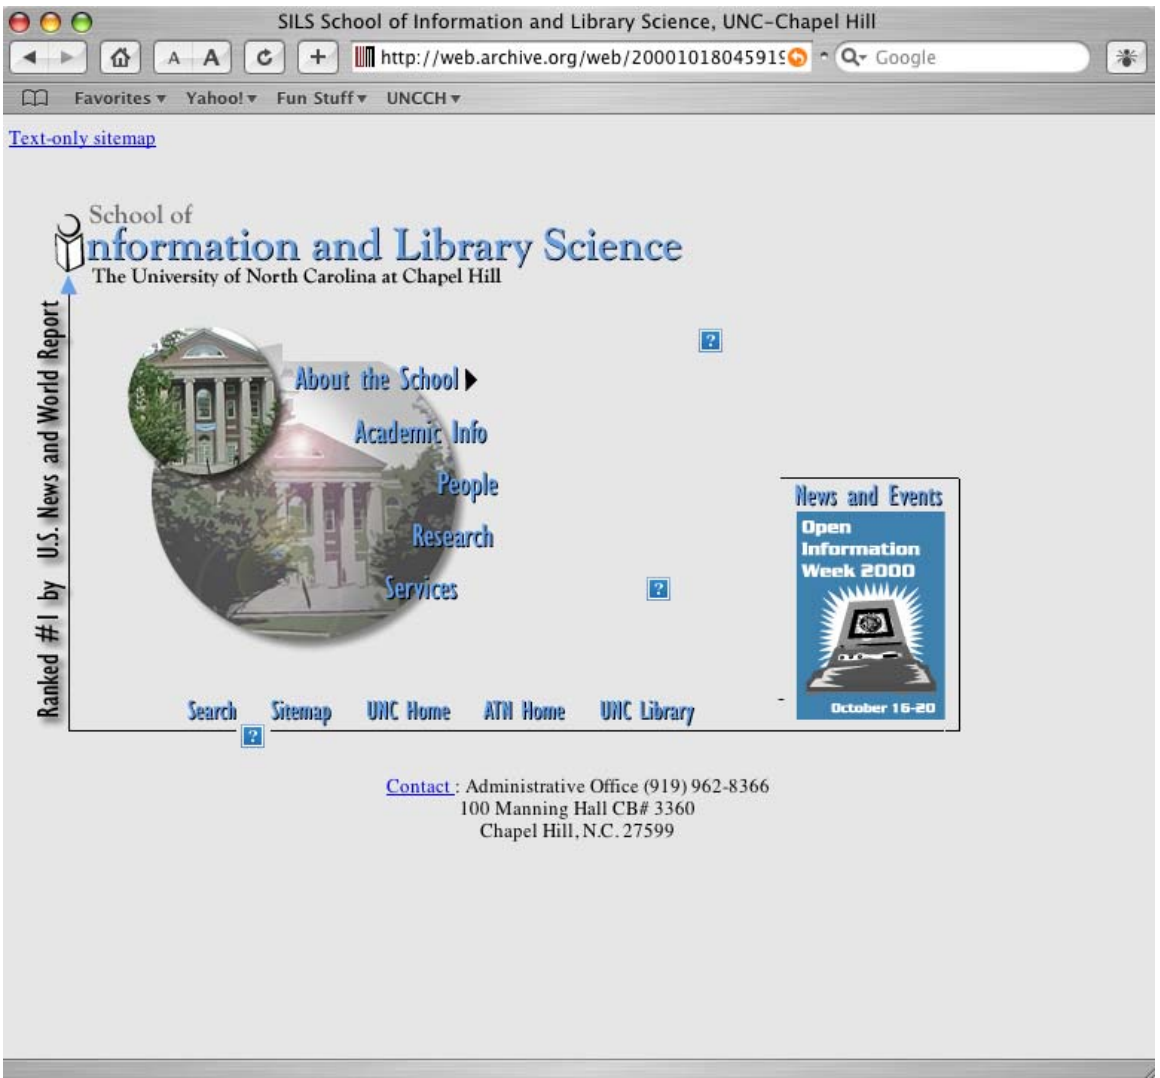 SILS School of Information and Library Science, UNC-Chapel Hill
A A
http://web.archive.org/web/20001018045919
Google
Favorites Yahoo! Fun Stuff UNCCH
Text-only sitemap
School of
information and Library Science
The University of North Carolina at Chapel Hill
Ranked #1 by U.S. News and World Report
About the School
Academic Info
People
Research
Services
News and Events
Open
Information
Week 2000
October 16-20
Search Sitemap UNC Home ATN Home UNC Library
Contact : Administrative Office (919) 962-8366
100 Manning Hall CB# 3360
Chapel Hill, N.C. 27599